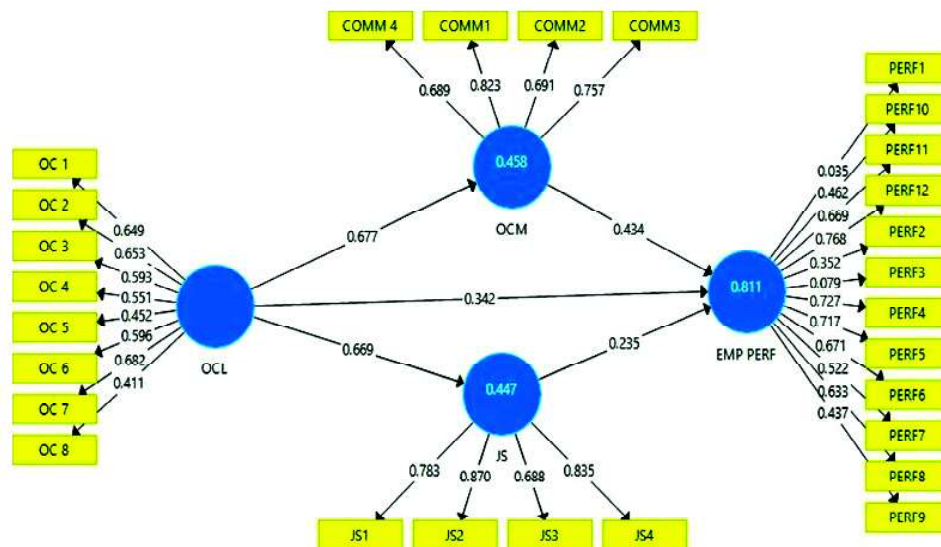 COMM 4
COMM1
COMM2
COMM3
0.689
0.823
0.691
0.757
0.458
OCM
OC 1
OC 2
OC 3
OC 4
OC 5
OC 6
OC 7
OC 8
0.649
0.653
0.593
0.551
0.452
0.596
0.682
0.411
OCL
0.677
0.342
0.669
0.434
0.235
0.447
JS
0.783
0.870
0.688
0.835
JS1
JS2
JS3
JS4
0.811
EMP PERF
0.035
0.462
0.669
0.768
0.352
0.079
0.727
0.717
0.671
0.522
0.633
0.437
PERF1
PERF10
PERF11
PERF12
PERF2
PERF3
PERF4
PERF5
PERF6
PERF7
PERF8
PERF9